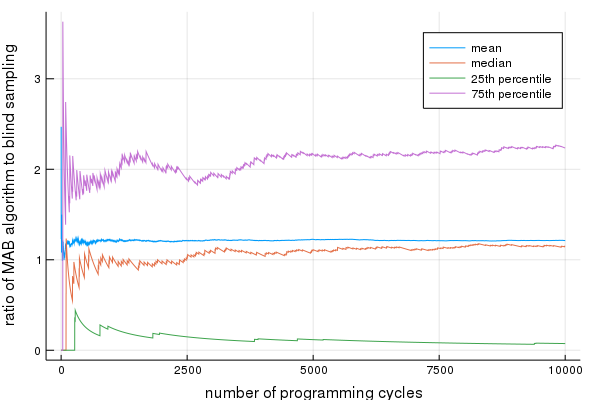 ratio of MAB algorithm to blind sampling
3
2
1
0
mean
median
25th percentile
75th percentile
0
2500
5000
7500
10000
number of programming cycles